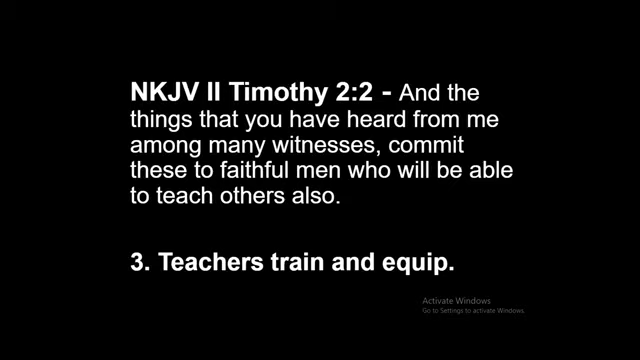 NKJV II Timothy 2:2 - And the
things that you have heard from me
among many witnesses, commit
these to faithful men who will be able
to teach others also.
3. Teachers train and equip.
Activate Windows
Go to Settings to activate Windows.